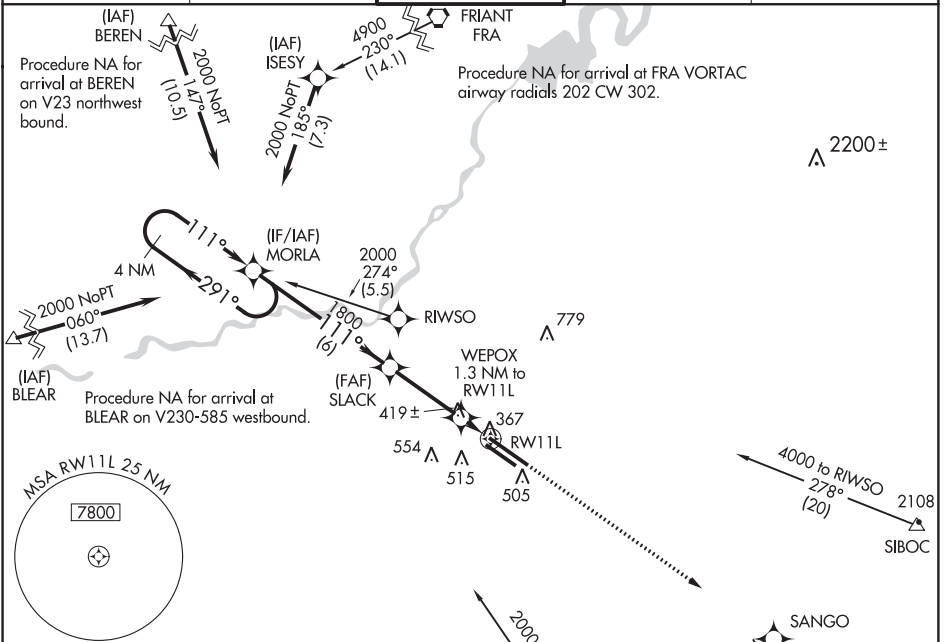 (IAF)
BEREN
Procedure NA for
arrival at BEREN
on V23 northwest
bound.
2000 NoPT
147°
(10.5)
(IAF)
ISESY
4900
230°
(14.1)
FRIANT
FRA
2000 NoPT
185°
(7.3)
Procedure NA for arrival at FRA VORTAC
airway radials 202 CW 302.
2200 ±
111°
4 NM
291°
(IF/IAF)
MORLA
2000
274°
(5.5)
RIWSO
1800
111°
(6)
2000 NoPT
060°
(13.7)
(IAF)
BLEAR
Procedure NA for arrival at
BLEAR on V230-585 westbound.
(FAF)
SLACK
779
WEPOX
1.3 NM to
RW11L
419 ±
367
RW11L
554
515
505
4000 to RIWSO
278°
(20)
2108
SIBOC
MSA RW11L 25 NM
7800
2000
SANGO